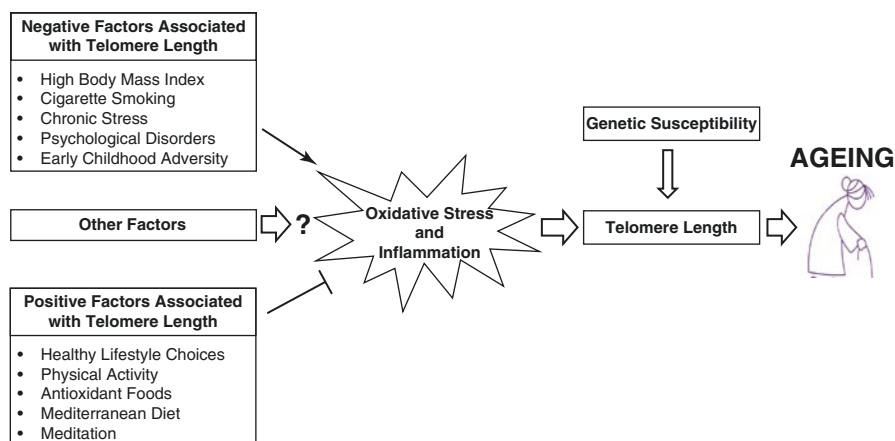 Negative Factors Associated
with Telomere Length
• High Body Mass Index
• Cigarette Smoking
• Chronic Stress
• Psychological Disorders
• Early Childhood Adversity
Other Factors
?
Positive Factors Associated
with Telomere Length
• Healthy Lifestyle Choices
• Physical Activity
• Antioxidant Foods
• Mediterranean Diet
• Meditation
Oxidative Stress
and
Inflammation
Genetic Susceptibility
Telomere Length
AGEING